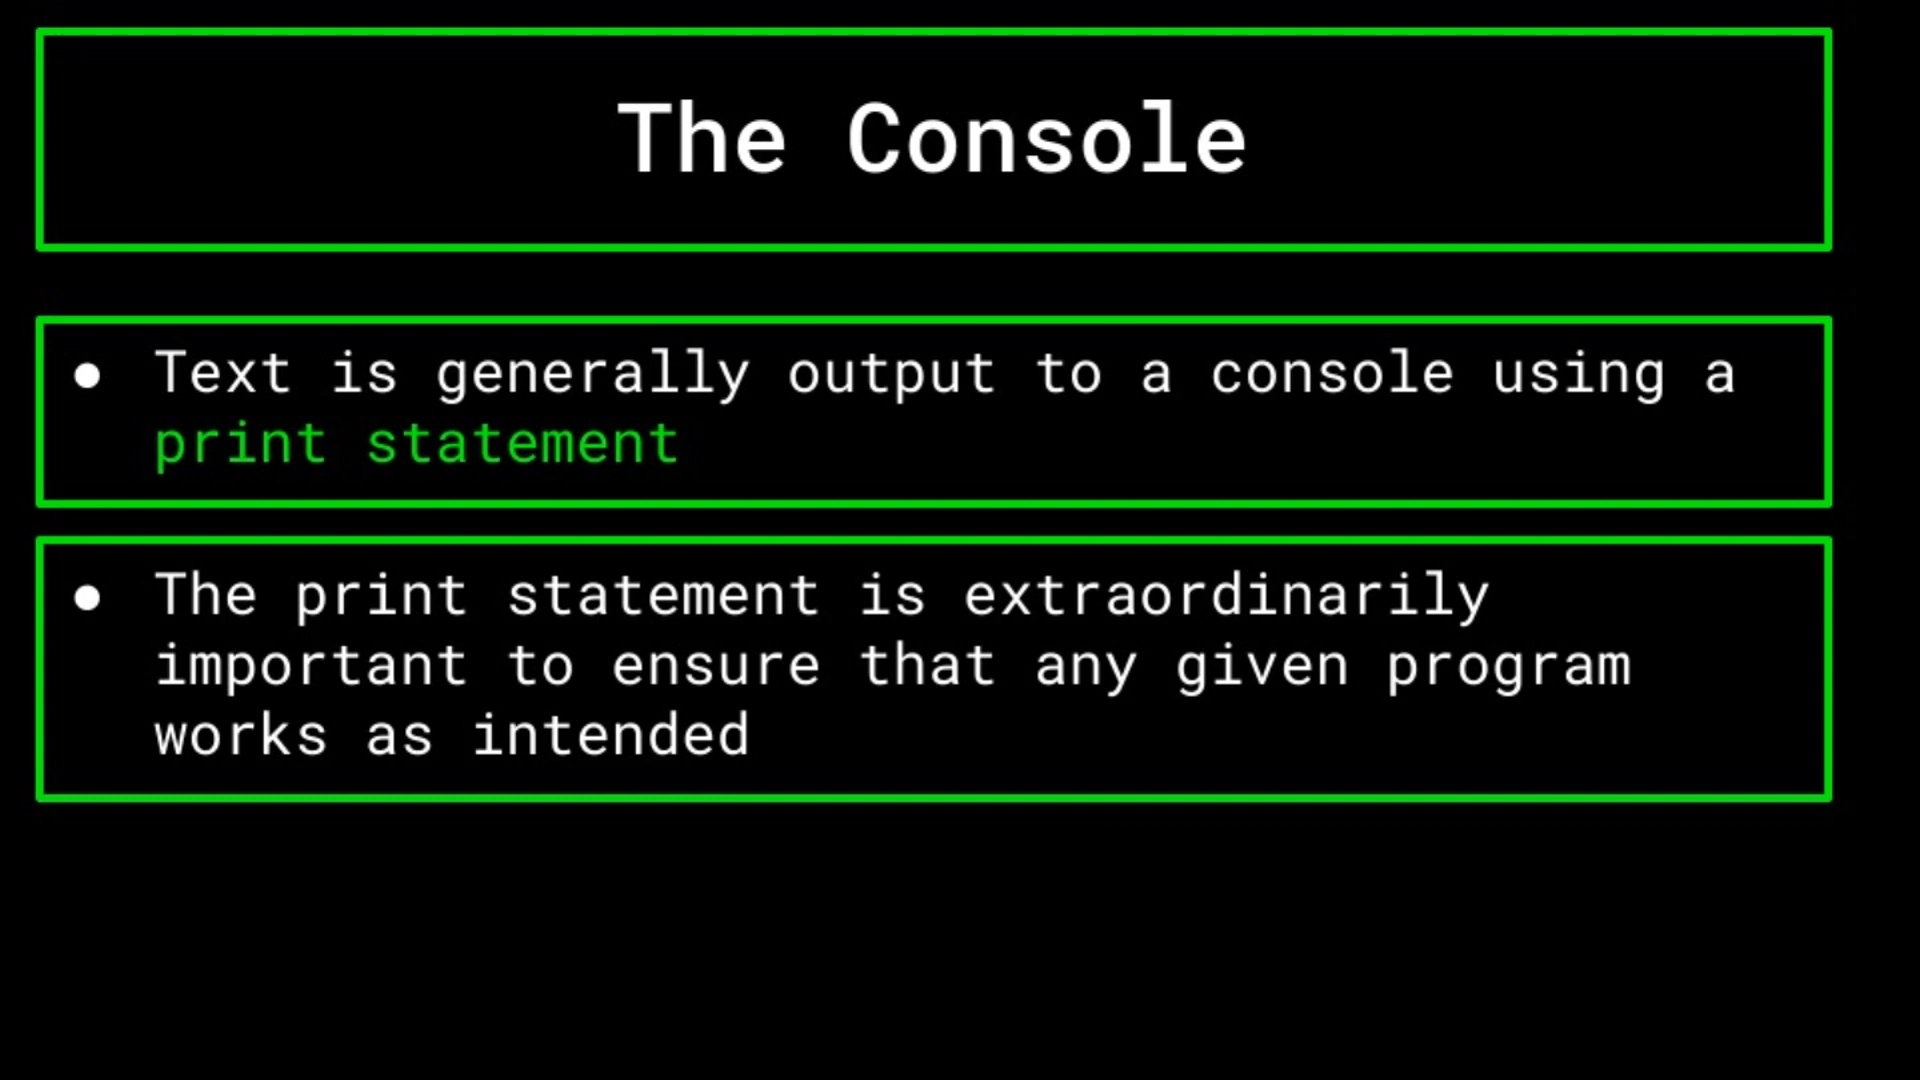 The Console
● Text is generally output to a console using a
print statement
● The print statement is extraordinarily
important to ensure that any given program
works as intended